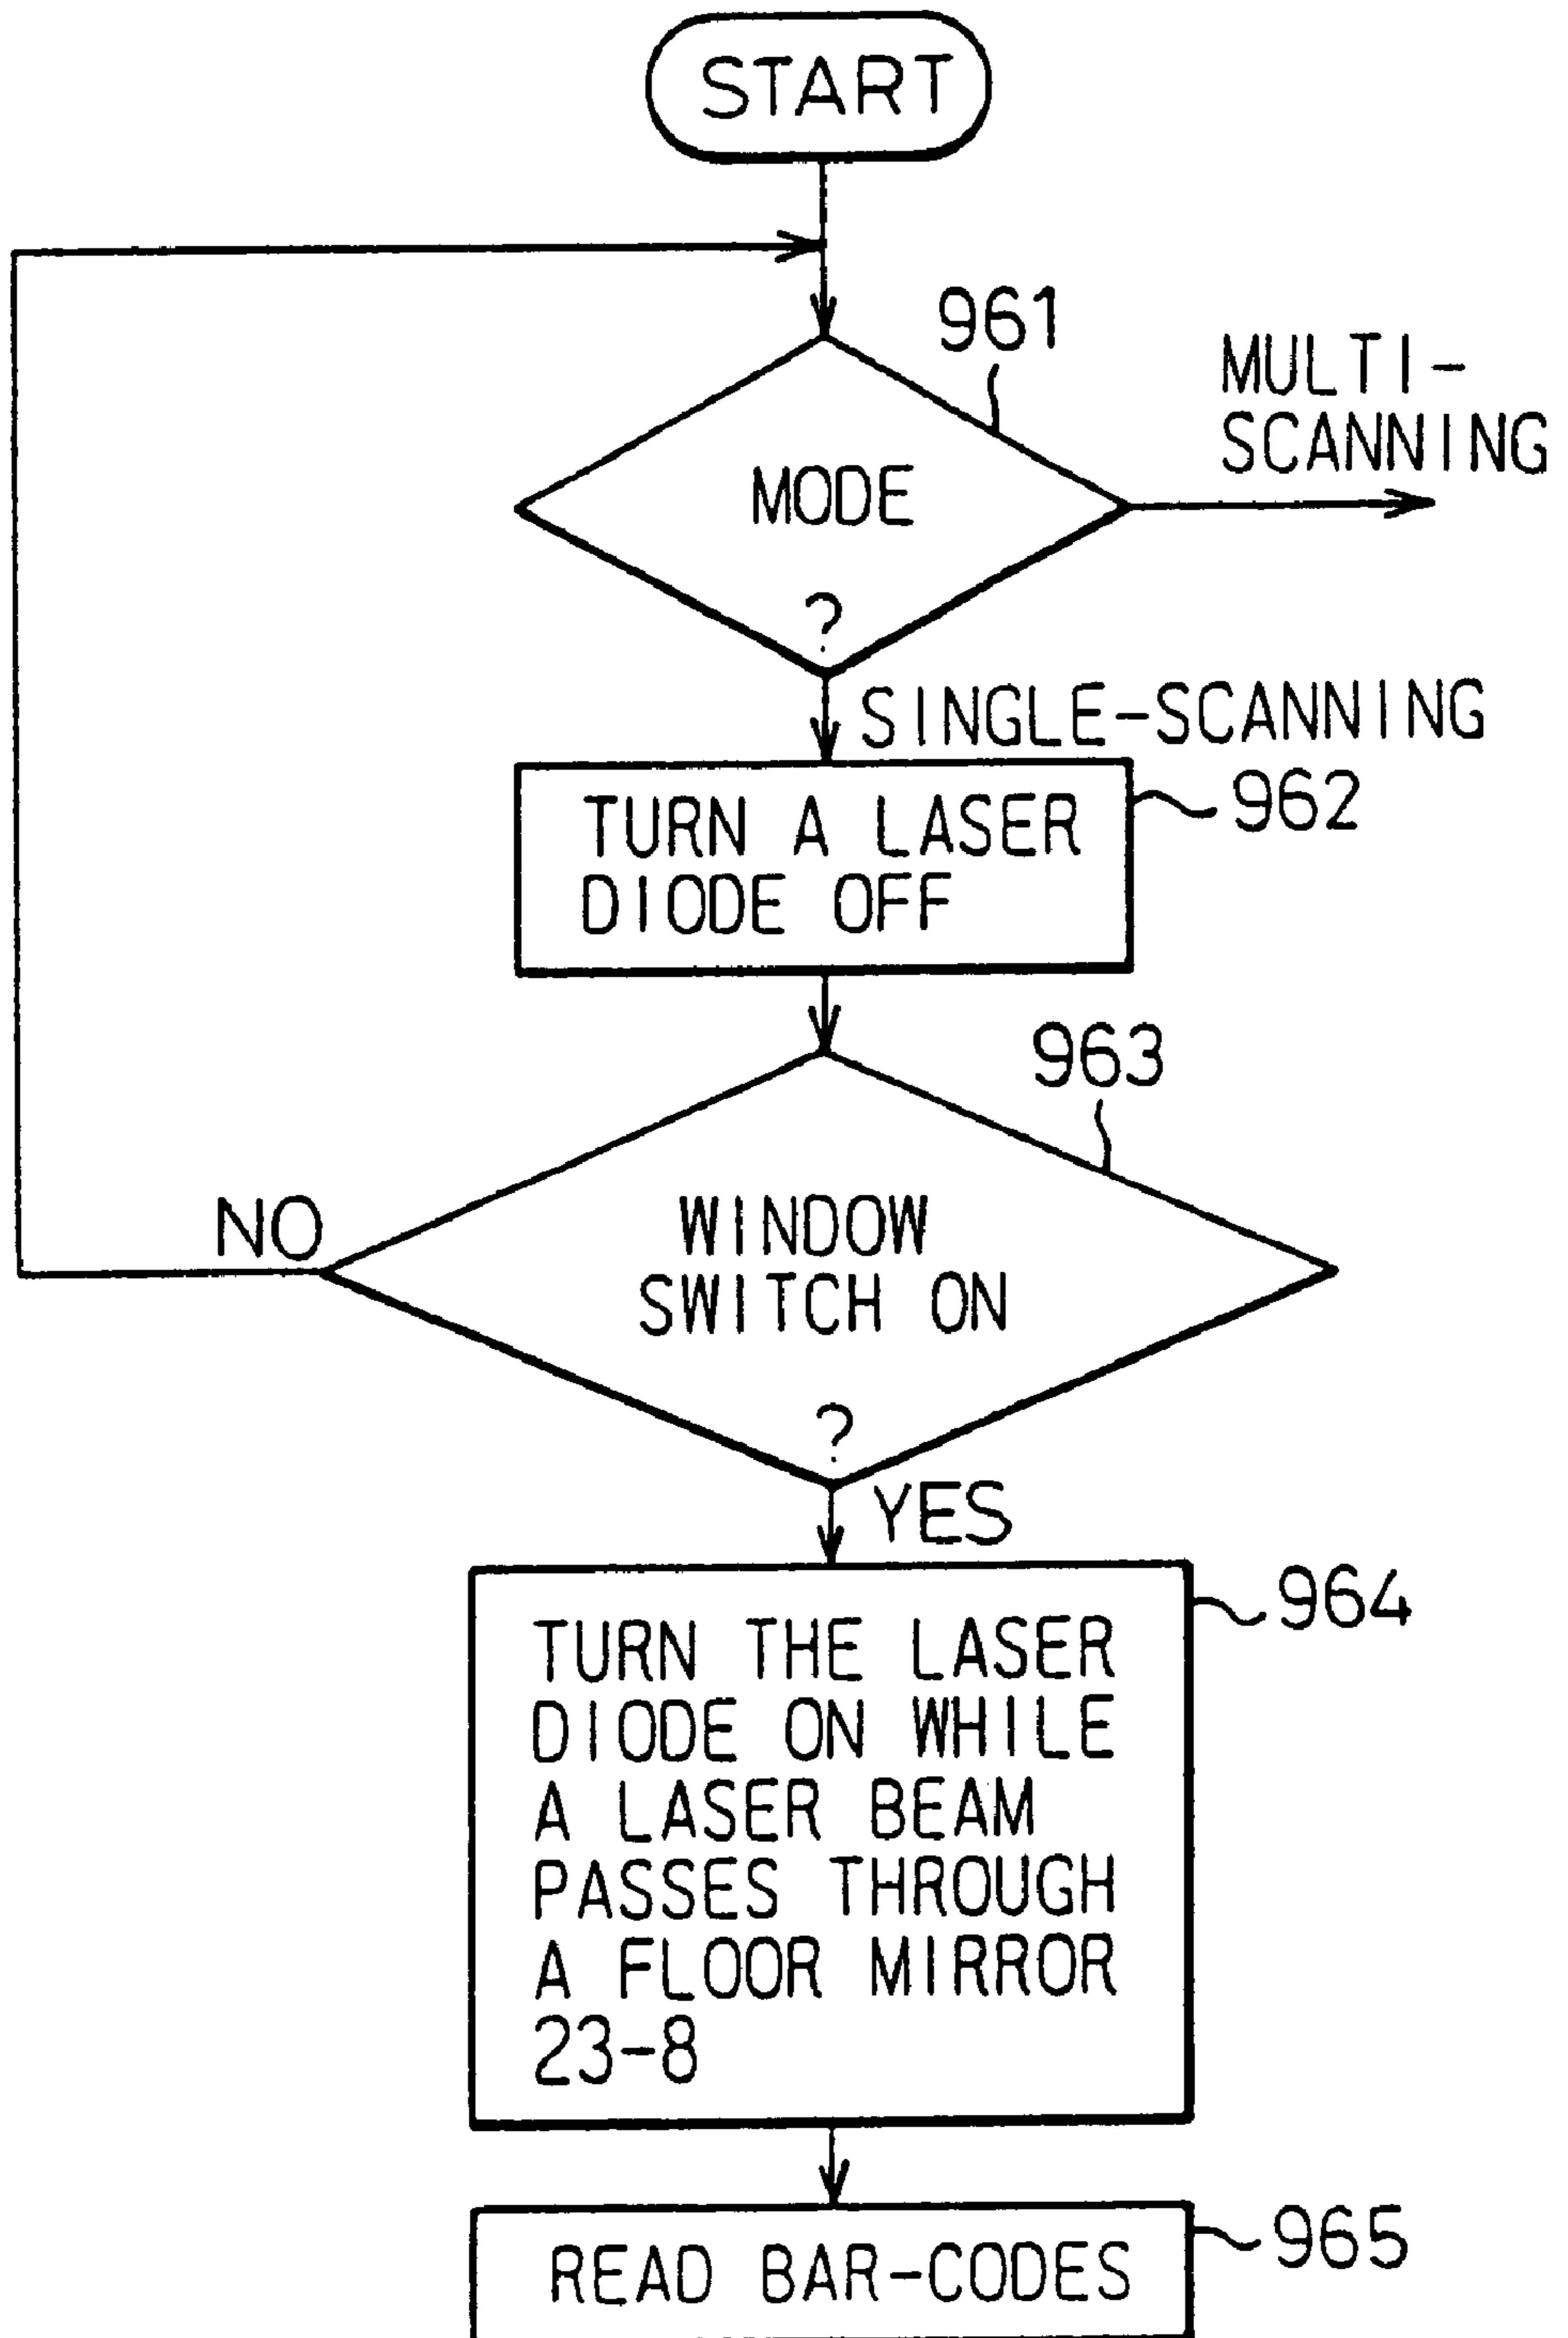 START
961
MULTI-
SCANNING
MODE
?
SINGLE-SCANNING
TURN A LASER
DIODE OFF
962
963
NO
WINDOW
SWITCH ON
?
YES
964
TURN THE LASER
DIODE ON WHILE
A LASER BEAM
PASSES THROUGH
A FLOOR MIRROR
23-8
965
READ BAR-CODES